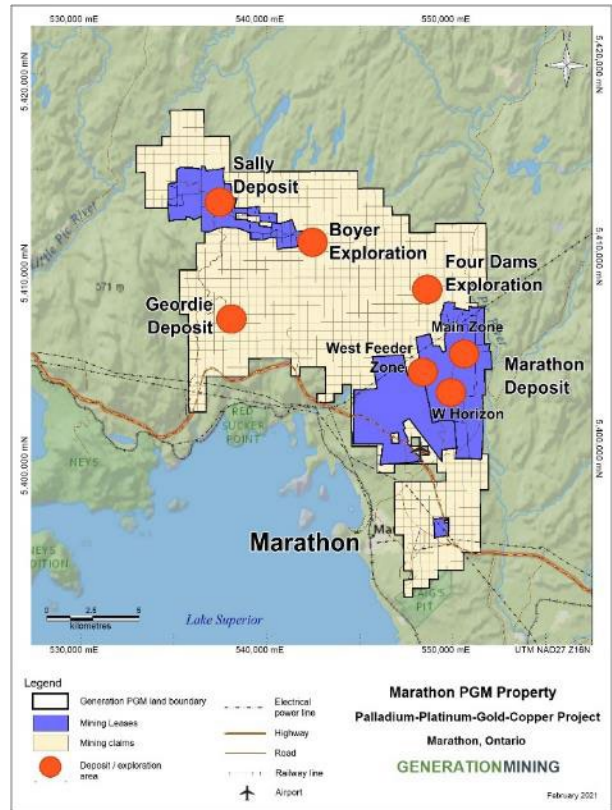 530,000 mE
540,000 mE
550,000 mE
5,420,000 mN
5,420,000 mN
Sally
Deposit
Boyer
Exploration
Four Dams
Exploration
5,410,000 mN
5,410,000 mN
571 m
Geordie
Deposit
Main Zone
West Feeder
Zone
Marathon
Deposit
W Horizon
RED
SUCKER
POINT
NEYS
5,400,000 mN
5,400,000 mN
Marathon
Lake Superior
0
2.5
5
kilometres
530,000 mE
540,000 mE
550,000 mE
UTM NAD27 Z16N
Legend
Generation PGM land boundary
Mining Leases
Mining claims
Deposit / exploration
area
Electrical
power line
Highway
Road
Railway line
Airport
Marathon PGM Property
Palladium-Platinum-Gold-Copper Project
Marathon, Ontario
GENERATIONMINING
February 2021